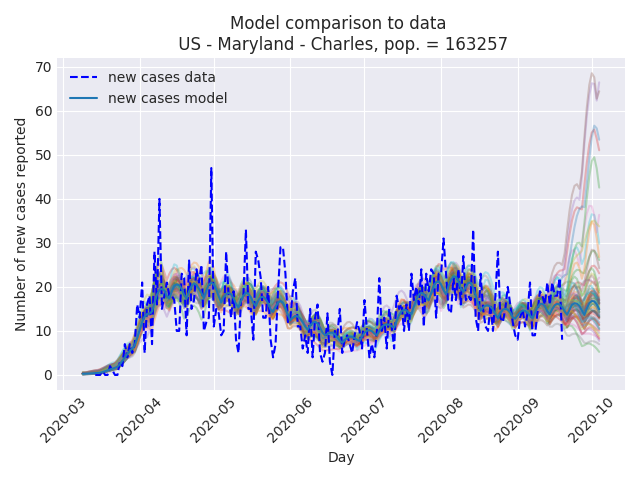 Model comparison to data
US - Maryland - Charles, pop. = 163257
new cases data
new cases model
Number of new cases reported
70
60
50
40
30
20
10
0
2020-03
2020-04
2020-05
2020-06
2020-07
2020-08
2020-09
2020-10
Day